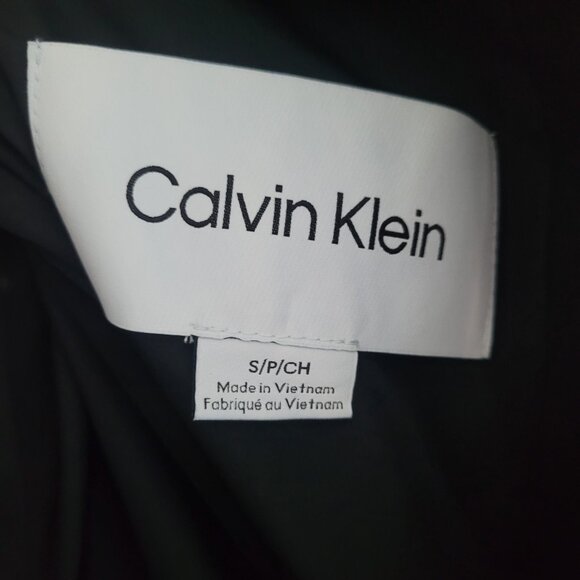 Calvin Klein
S/P/CH
Made in Vietnam
Fabriqué au Vietnam